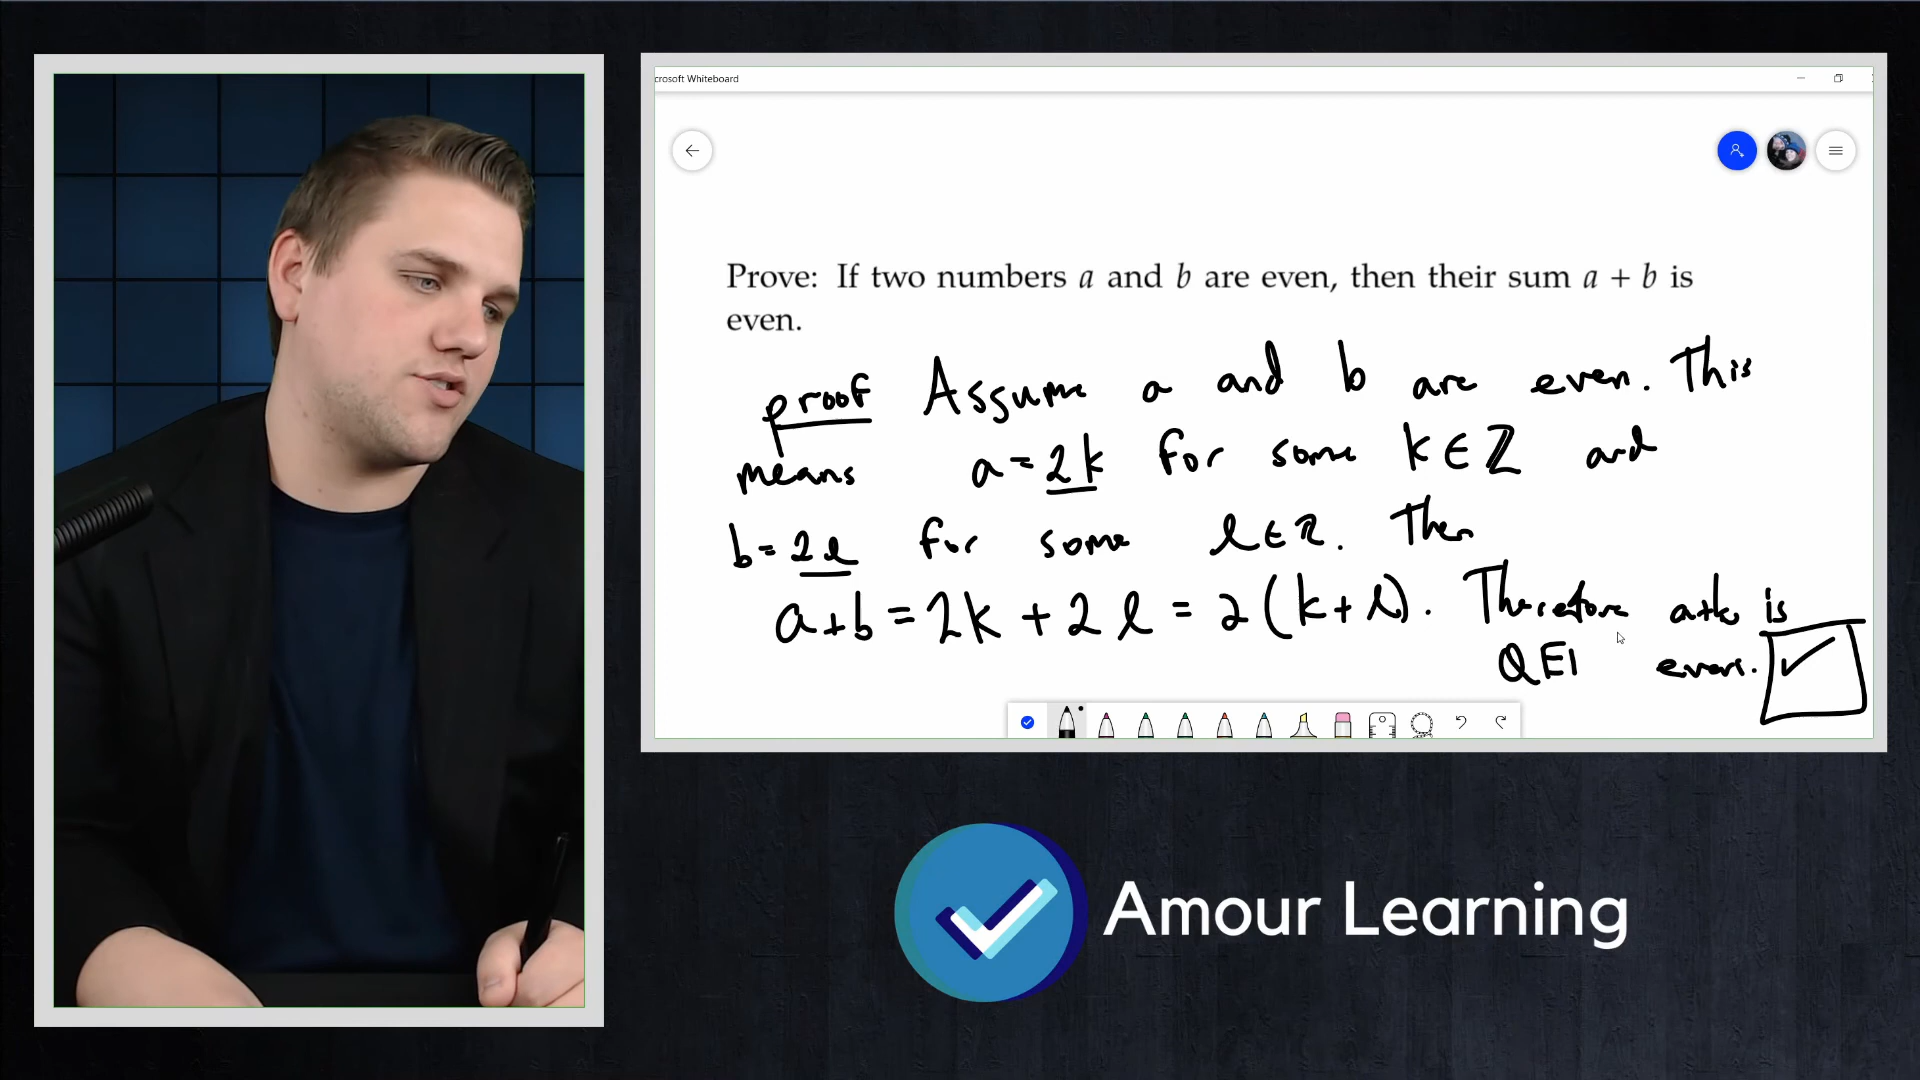 crosoft Whiteboard
Prove: If two numbers a and b are even, then their sum a + b is
even.
proof Assume a and b are even. This
means a = 2k for some k ∈ ℤ and
b = 2l for some l ∈ ℤ. Then
a+b = 2k + 2l = 2(k+l). Therefore a+b is
QEI even.
Amour Learning